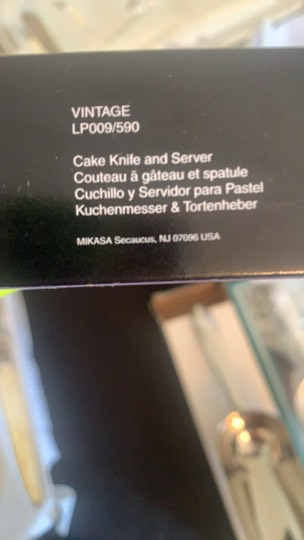 VINTAGE
LP009/590
Cake Knife and Server
Couteau ā gâteau et spatule
Cuchillo y Servidor para Pastel
Kuchenmesser & Tortenheber
MIKASA Secaucus, NJ 07096 USA